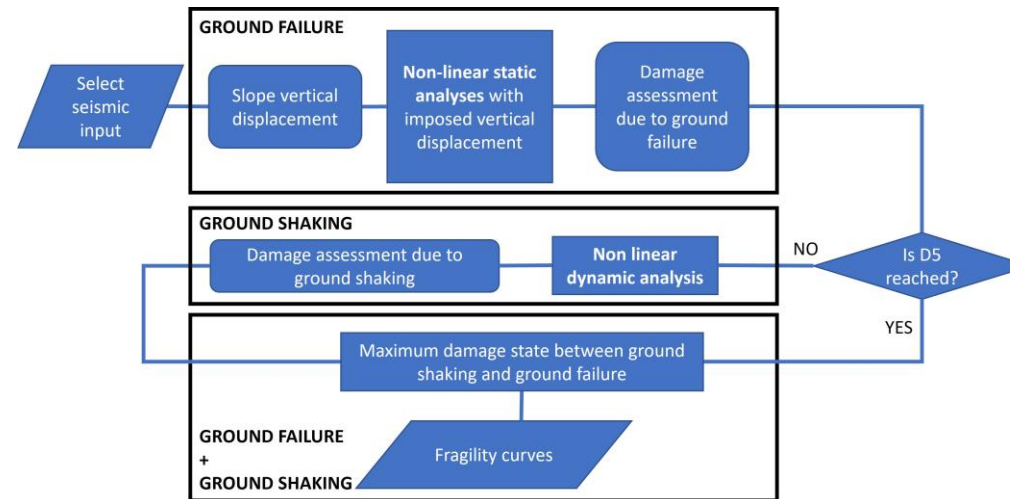 GROUND FAILURE
Select
seismic
input
Slope vertical
displacement
Non-linear static
analyses with
imposed vertical
displacement
Damage
assessment
due to ground
failure
GROUND SHAKING
Damage assessment due to
ground shaking
Non linear
dynamic analysis
NO
Is D5
reached?
YES
Maximum damage state between ground
shaking and ground failure
GROUND FAILURE
+
GROUND SHAKING
Fragility curves